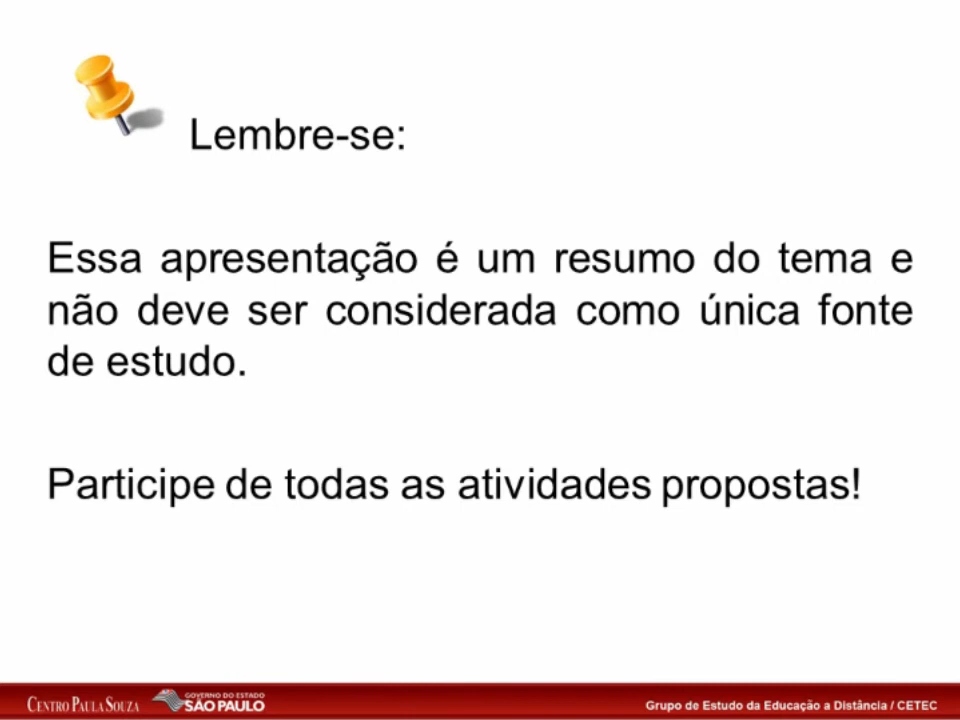 Lembre-se:
Essa apresentação é um resumo do tema e
não deve ser considerada como única fonte
de estudo.
Participe de todas as atividades propostas!
CENTRO PAULA SOUZA
GOVERNO DO ESTADO
SÃO PAULO
Grupo de Estudo da Educação a Distância / CETEC